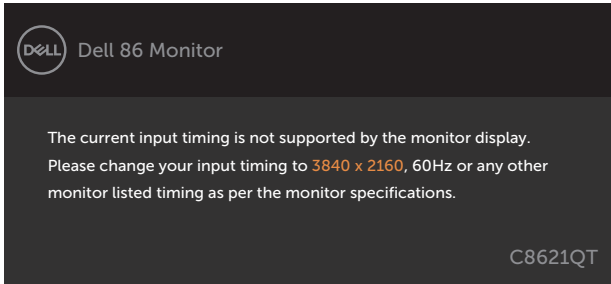 DELL
Dell 86 Monitor
The current input timing is not supported by the monitor display.
Please change your input timing to 3840 x 2160, 60Hz or any other
monitor listed timing as per the monitor specifications.
C8621QT